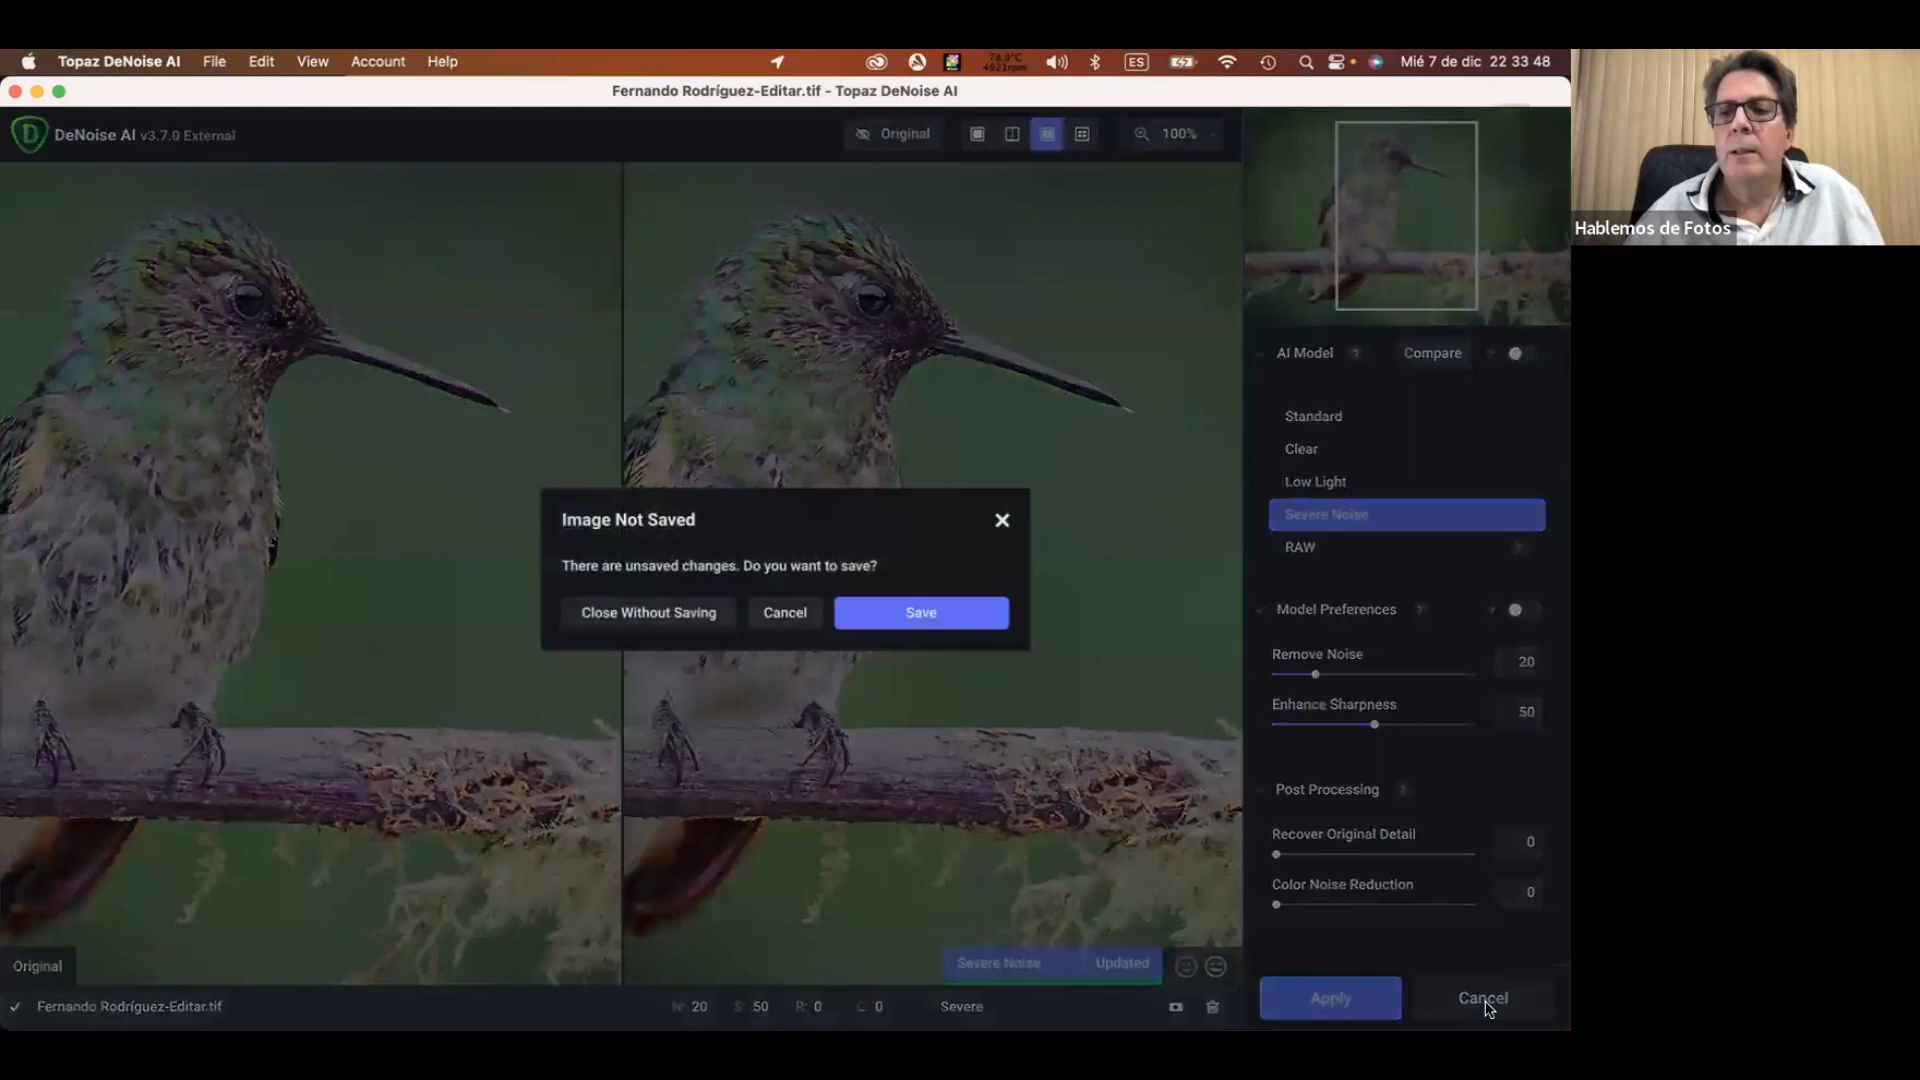 Topaz DeNoise AI File Edit View Account Help
78.0°C
4921rpm
ES
Mié 7 de dic 22 33 48
Fernando Rodríguez-Editar.tif - Topaz DeNoise AI
DeNoise AI v3.7.0 External
Original
100%
Hablemos de Fotos
AI Model ? Compare
Standard
Clear
Low Light
Severe Noise
RAW
Image Not Saved
There are unsaved changes. Do you want to save?
Close Without Saving Cancel Save
Model Preferences ?
Remove Noise
20
Enhance Sharpness
50
Post Processing ?
Recover Original Detail
0
Color Noise Reduction
0
Original
Severe Noise Updated
Fernando Rodríguez-Editar.tif
N: 20 S: 50 R: 0 C: 0 Severe
Apply Cancel